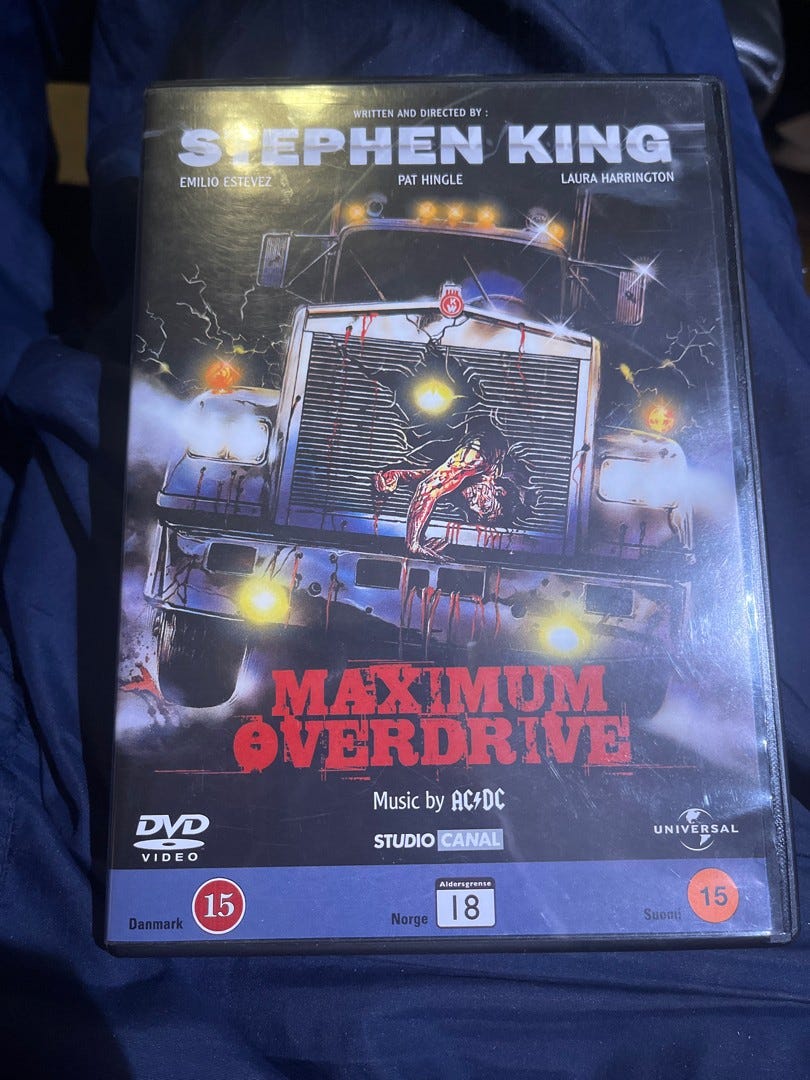 WRITTEN AND DIRECTED BY :
STEPHEN KING
EMILIO ESTEVEZ PAT HINGLE LAURA HARRINGTON
KW
MAXIMUM
OVERDRIVE
Music by AC⚡DC
DVD
VIDEO
STUDIO CANAL
UNIVERSAL
Danmark 15
Norge Aldersgrense 18
Suomi 15